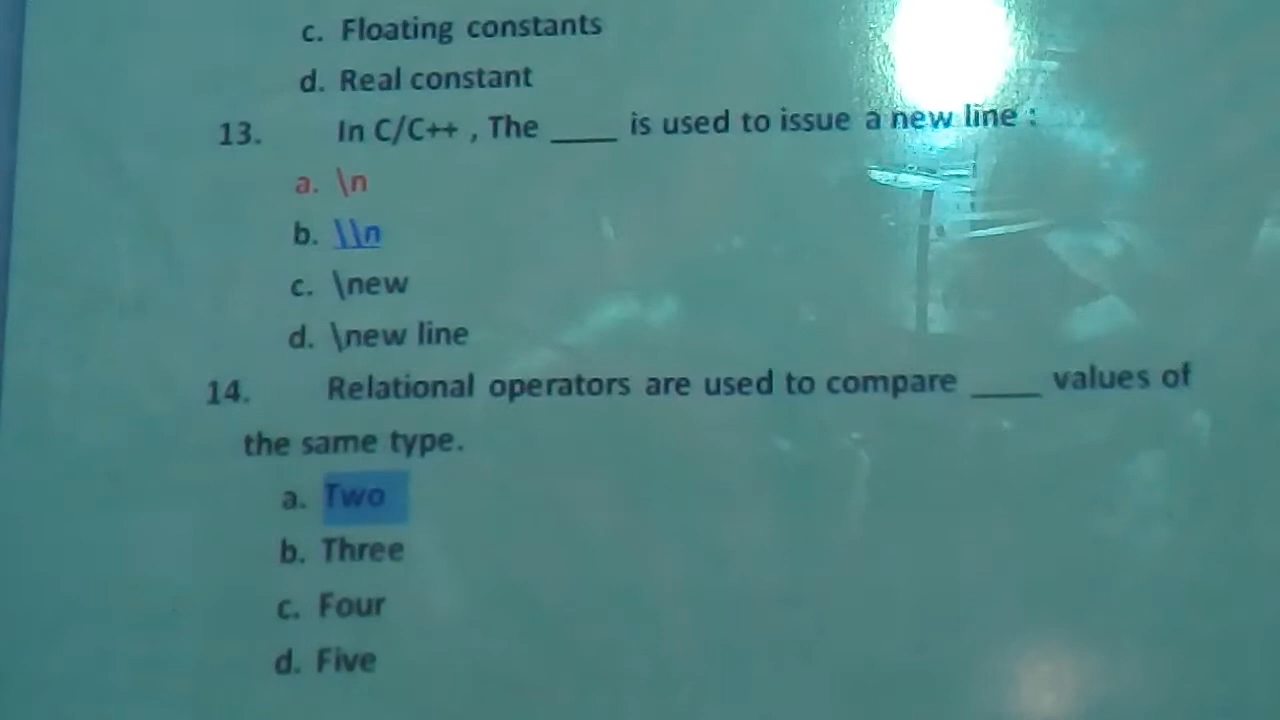 c. Floating constants
d. Real constant
13. In C/C++ , The ____ is used to issue a new line :
a. \n
b. \\n
c. \new
d. \new line
14. Relational operators are used to compare ____ values of
the same type.
a. Two
b. Three
c. Four
d. Five